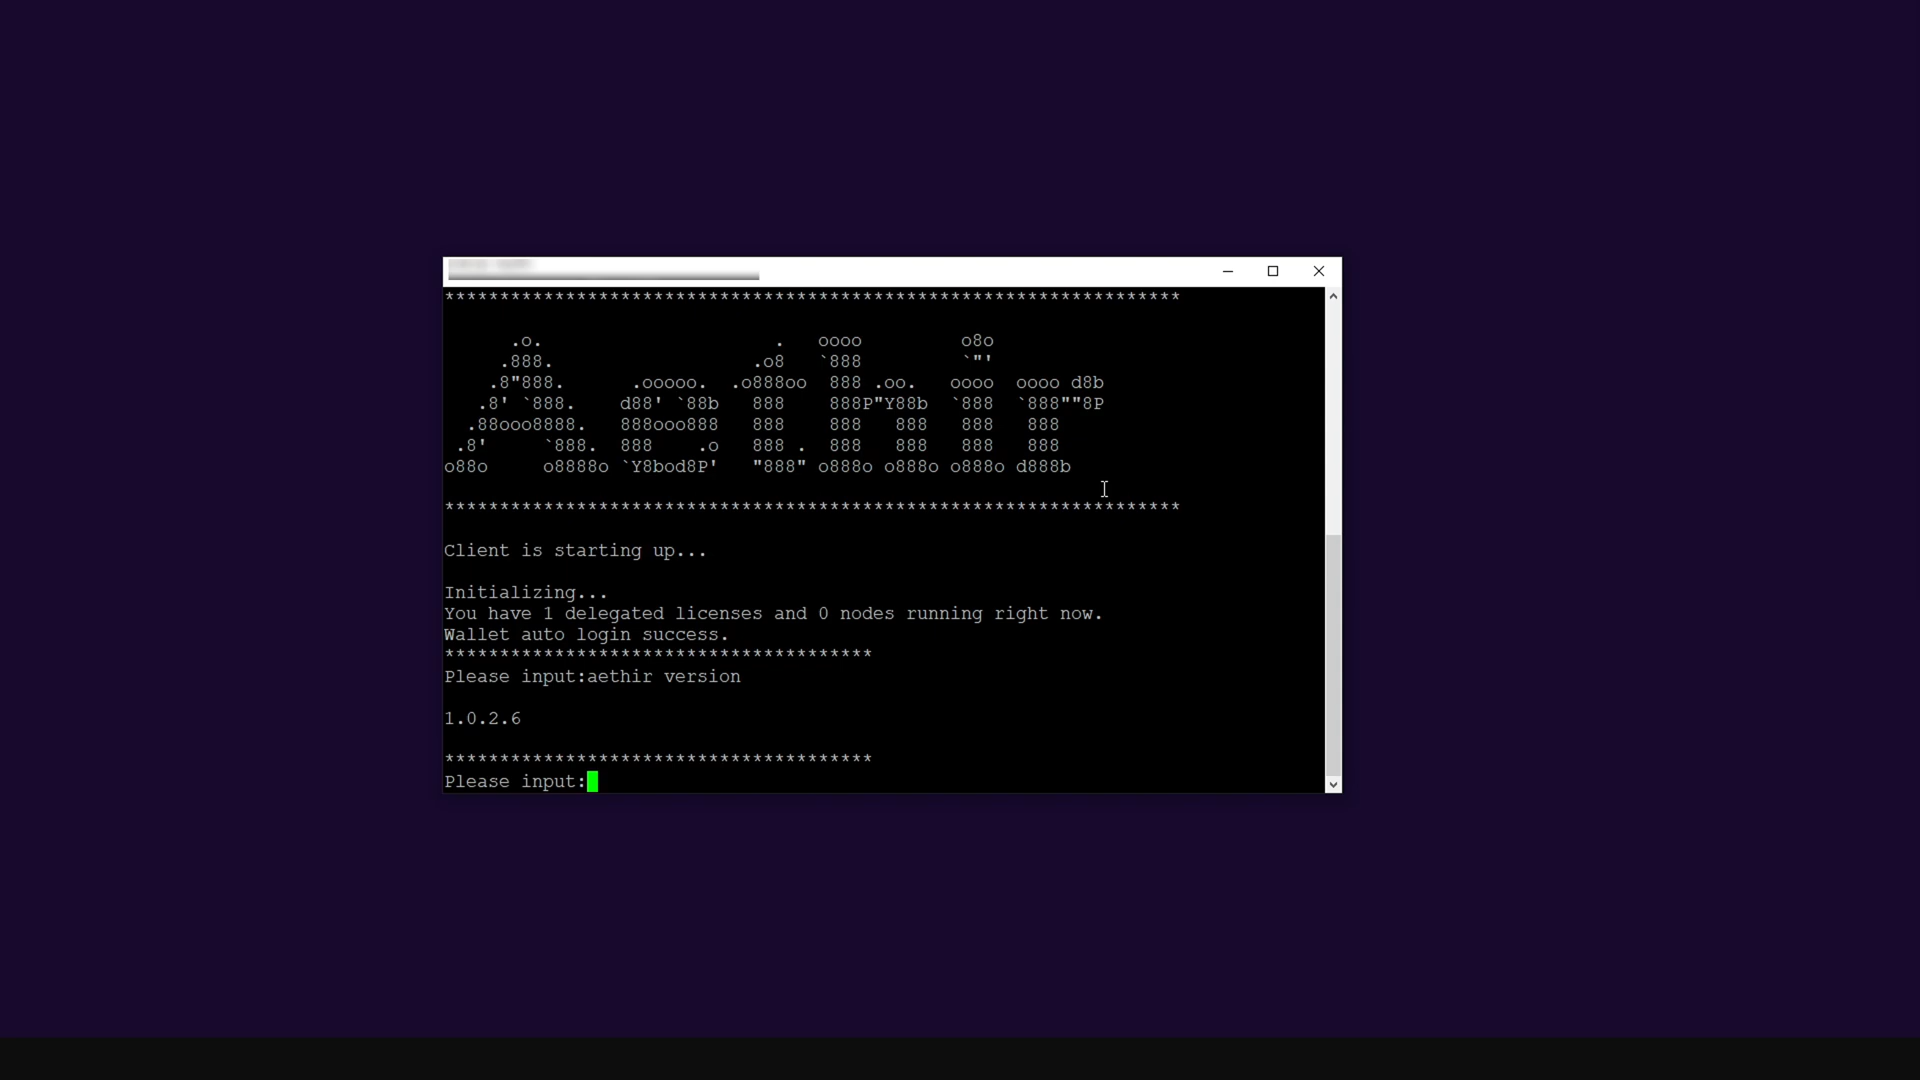 *******************************************************************
      .o.                      .   oooo         o8o
     .888.                   .o8   `888         `"'
    .8"888.      .ooooo.  .o888oo  888 .oo.   oooo  oooo d8b
   .8' `888.    d88' `88b   888    888P"Y88b  `888  `888""8P
  .88ooo8888.   888ooo888   888    888   888   888   888
 .8'     `888.  888    .o   888 .  888   888   888   888
o88o     o8888o `Y8bod8P'   "888" o888o o888o o888o d888b
*******************************************************************
Client is starting up...
Initializing...
You have 1 delegated licenses and 0 nodes running right now.
Wallet auto login success.
***************************************
Please input:aethir version
1.0.2.6
***************************************
Please input: